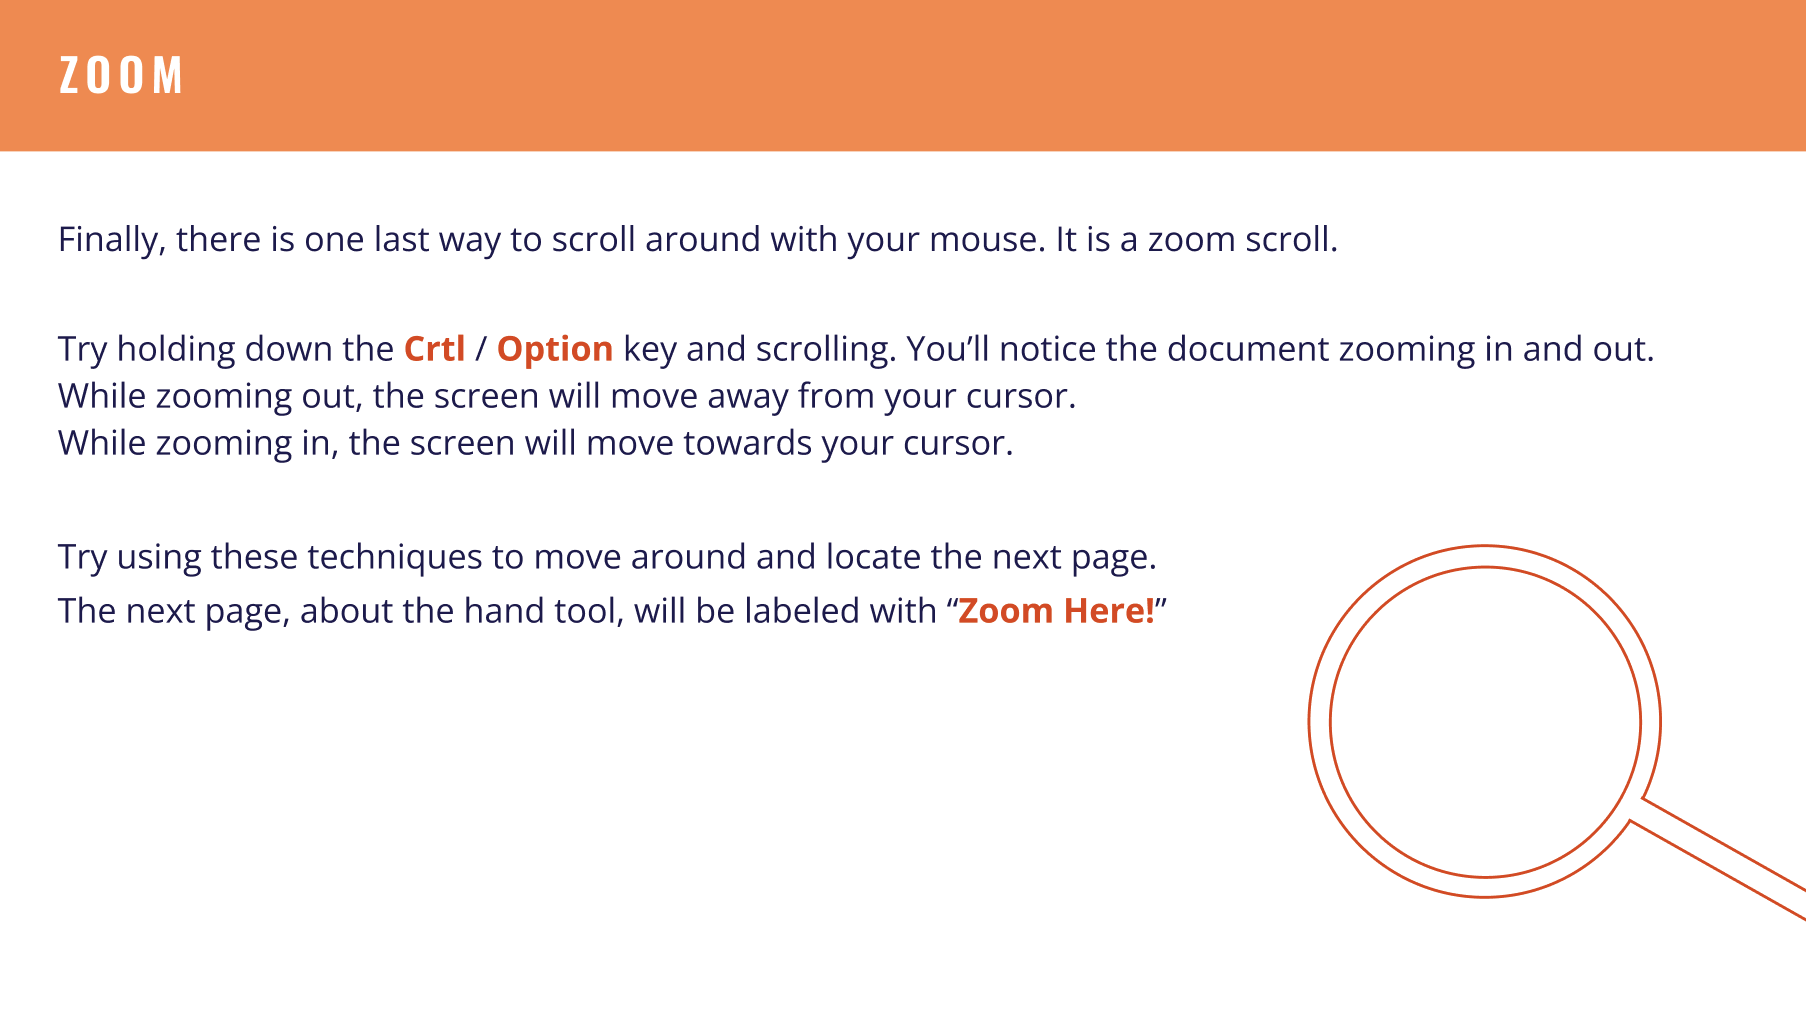 ZOOM
Finally, there is one last way to scroll around with your mouse. It is a zoom scroll.
Try holding down the Crtl / Option key and scrolling. You’ll notice the document zooming in and out.
While zooming out, the screen will move away from your cursor.
While zooming in, the screen will move towards your cursor.
Try using these techniques to move around and locate the next page.
The next page, about the hand tool, will be labeled with “Zoom Here!”